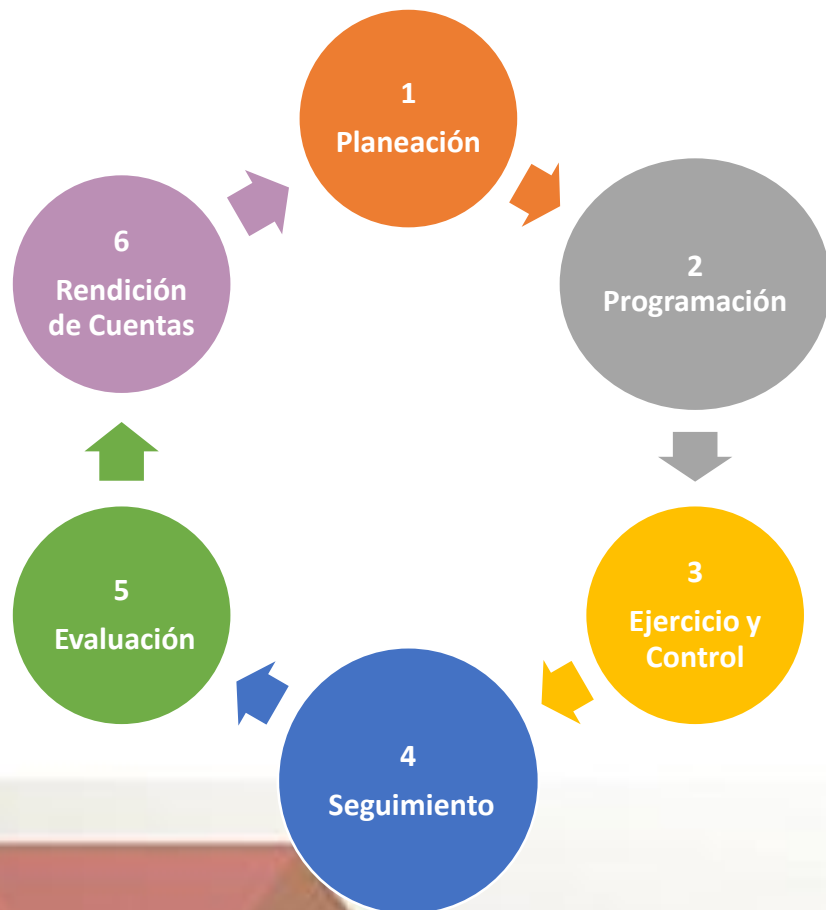 1
Planeación
2
Programación
3
Ejercicio y
Control
4
Seguimiento
5
Evaluación
6
Rendición
de Cuentas